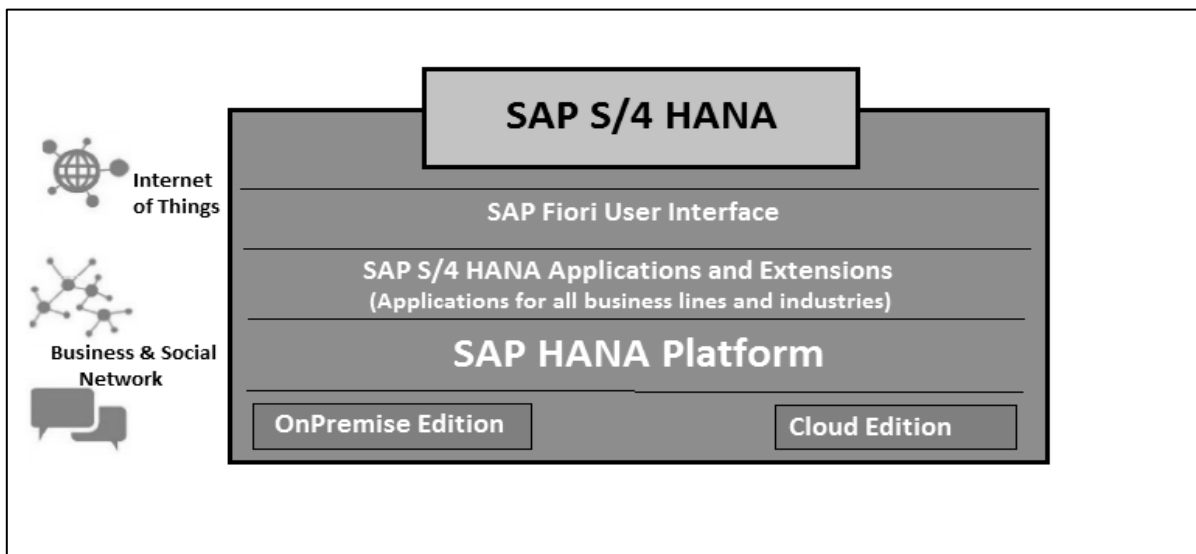 SAP S/4 HANA
Internet
of Things
SAP Fiori User Interface
SAP S/4 HANA Applications and Extensions
(Applications for all business lines and industries)
Business & Social
Network
SAP HANA Platform
OnPremise Edition
Cloud Edition